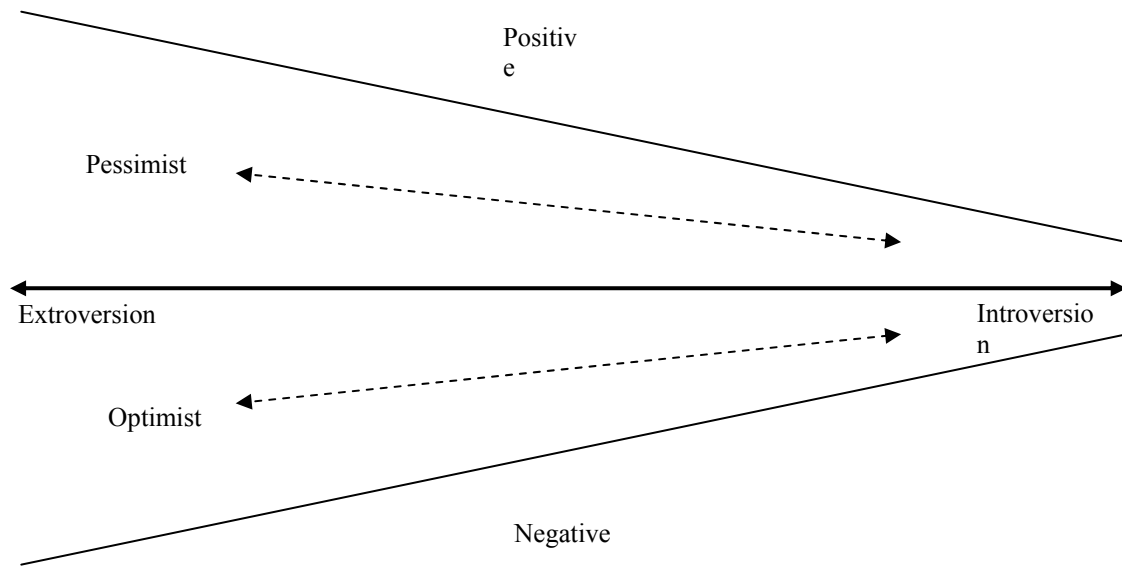 Positiv
e
Pessimist
Extroversion
Introversio
n
Optimist
Negative